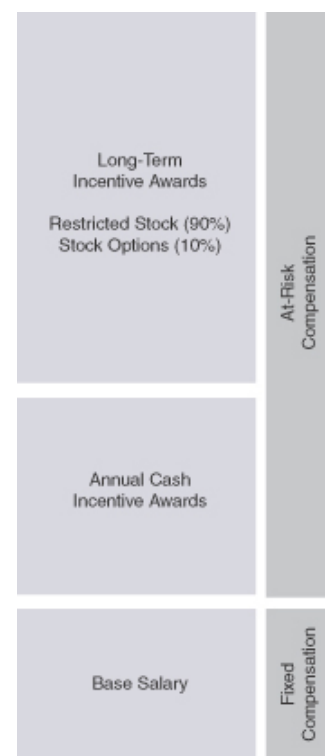 Long-Term
Incentive Awards
Restricted Stock (90%)
Stock Options (10%)
At-Risk
Compensation
Annual Cash
Incentive Awards
Base Salary
Fixed
Compensation